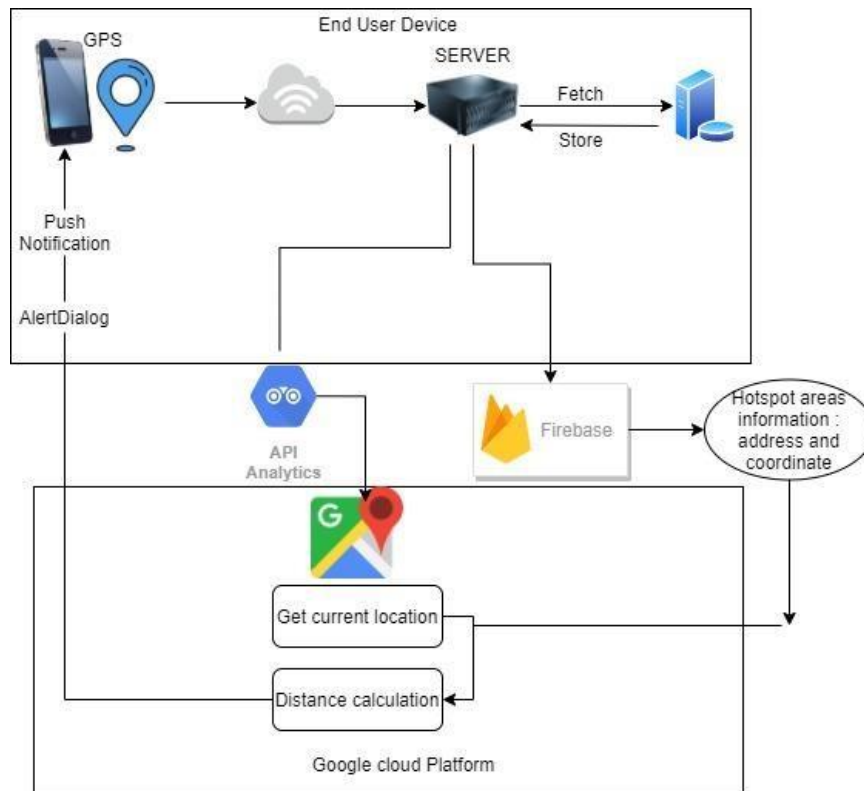 End User Device
GPS
SERVER
Fetch
Store
Push
Notification
AlertDialog
API
Analytics
Firebase
Hotspot areas
information :
address and
coordinate
G
Get current location
Distance calculation
Google cloud Platform